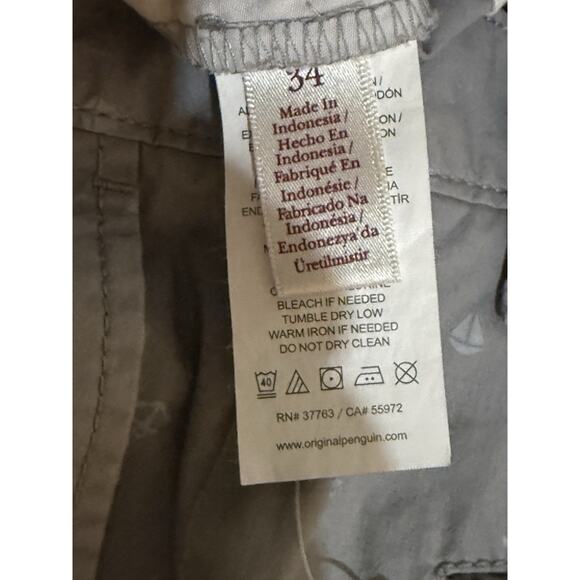 34
Made In
Indonesia /
Hecho En
Indonesia /
Fabriqué En
Indonésie /
Fabricado Na
Indonésia /
Endonezya'da
Üretilmistir
BLEACH IF NEEDED
TUMBLE DRY LOW
WARM IRON IF NEEDED
DO NOT DRY CLEAN
40
RN# 37763 / CA# 55972
www.originalpenguin.com